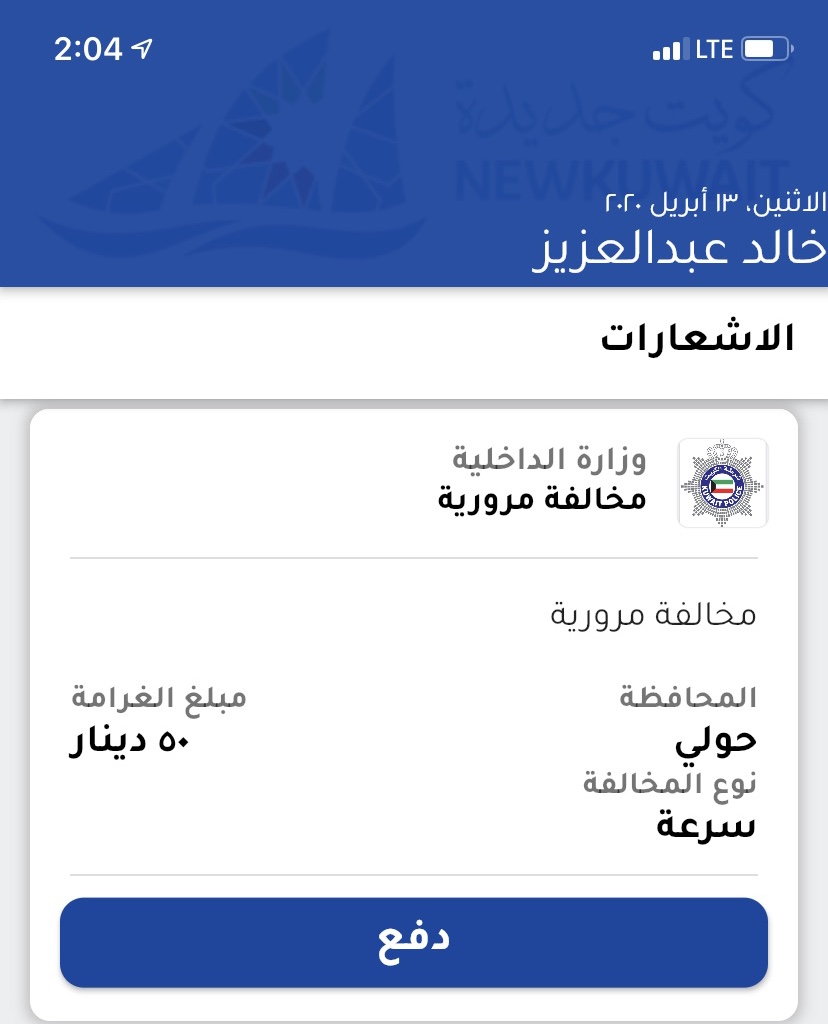 2:04
LTE
كويت جديدة
NEWKUWAIT
الاثنين، ١٣ أبريل ٢٠٢٠
خالد عبدالعزيز
الاشعارات
وزارة الداخلية
مخالفة مرورية
KUWAIT POLICE
مخالفة مرورية
المحافظة
حولي
مبلغ الغرامة
٥٠ دينار
نوع المخالفة
سرعة
دفع